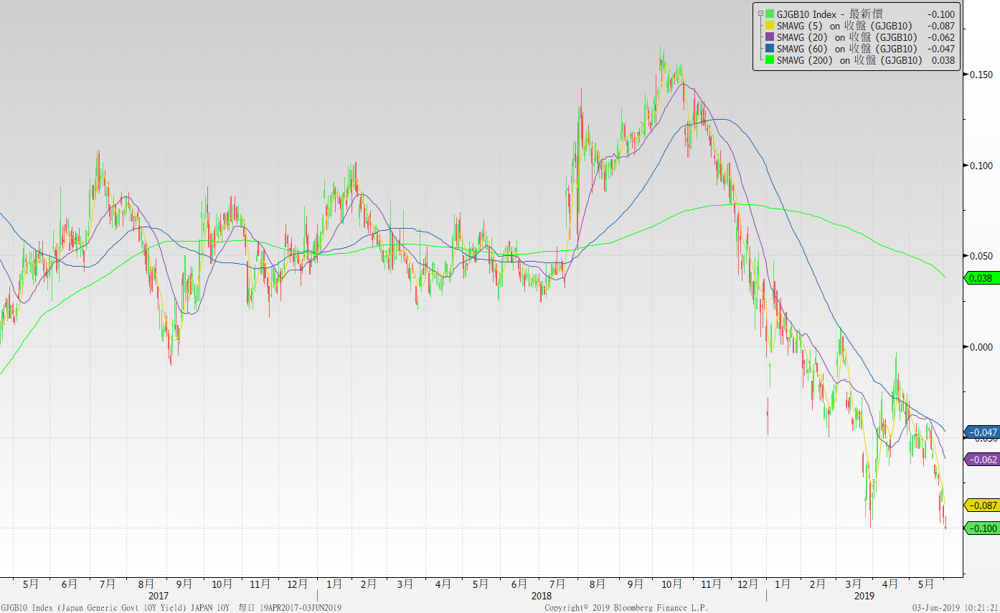 GJGB10 Index - 最新價 -0.100
SMAVG (5) on 收盤 (GJGB10) -0.087
SMAVG (20) on 收盤 (GJGB10) -0.062
SMAVG (60) on 收盤 (GJGB10) -0.047
SMAVG (200) on 收盤 (GJGB10) 0.038
0.150
0.100
0.050
0.038
0.000
-0.047
-0.050
-0.062
-0.087
-0.100
5月 6月 7月 8月 9月 10月 11月 12月 1月 2月 3月 4月 5月 6月 7月 8月 9月 10月 11月 12月 1月 2月 3月 4月 5月
2017 2018 2019
GJGB10 Index (Japan Generic Govt 10Y Yield) JAPAN 10Y 每日 19APR2017-03JUN2019 Copyright© 2019 Bloomberg Finance L.P. 03-Jun-2019 10:21:21